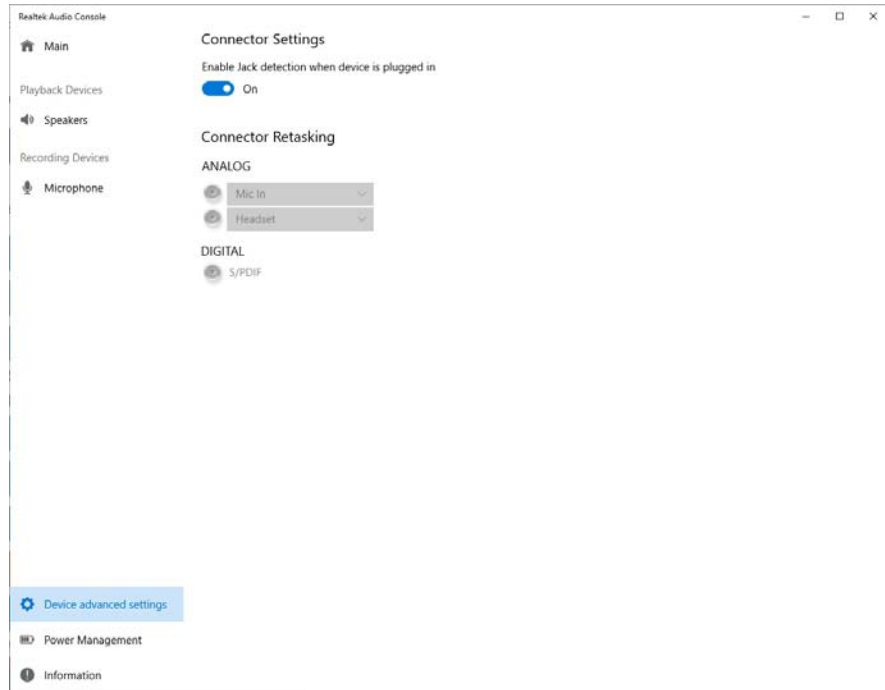 Realtek Audio Console
Main
Playback Devices
Speakers
Recording Devices
Microphone
Device advanced settings
Power Management
Information
Connector Settings
Enable Jack detection when device is plugged in
On
Connector Retasking
ANALOG
Mic In
Headset
DIGITAL
S/PDIF